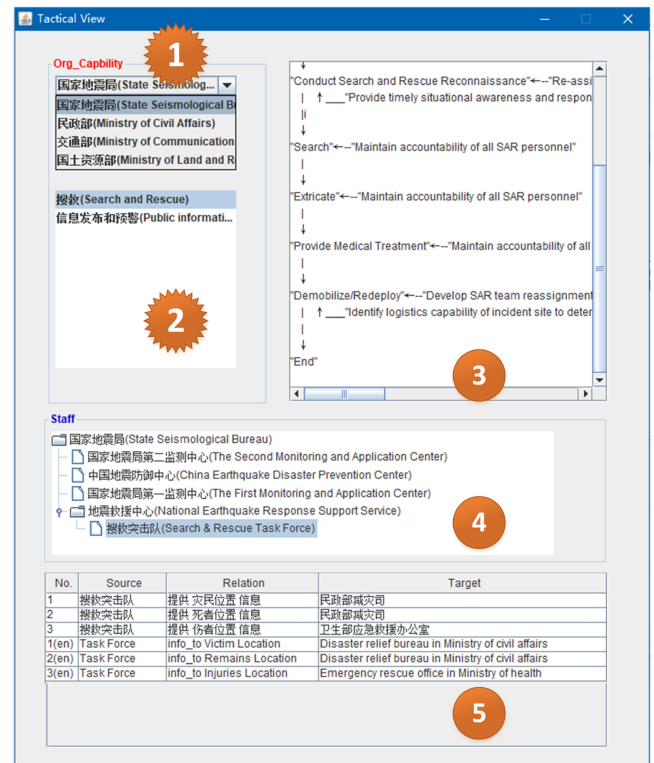 Tactical View
1
Org_Capbility
国家地震局(State Seismolog...
国家地震局(State Seismological Bu
民政部(Ministry of Civil Affairs)
交通部(Ministry of Communication
国土资源部(Ministry of Land and R
搜救(Search and Rescue)
信息发布和预警(Public informati...
2
"Conduct Search and Rescue Reconnaissance"←--"Re-assi
| ↑ ___"Provide timely situational awareness and respon
|i
↓
"Search"←--"Maintain accountability of all SAR personnel"
|
↓
"Extricate"←--"Maintain accountability of all SAR personnel"
|
↓
"Provide Medical Treatment"←--"Maintain accountability of all
|
↓
"Demobilize/Redeploy"←--"Develop SAR team reassignment
| ↑ ___"Identify logistics capability of incident site to deter
|
↓
"End"
3
Staff
国家地震局(State Seismological Bureau)
国家地震局第二监测中心(The Second Monitoring and Application Center)
中国地震防御中心(China Earthquake Disaster Prevention Center)
国家地震局第一监测中心(The First Monitoring and Application Center)
地震救援中心(National Earthquake Response Support Service)
搜救突击队(Search & Rescue Task Force)
4
No. Source Relation Target
1 搜救突击队 提供 灾民位置 信息 民政部减灾司
2 搜救突击队 提供 死者位置 信息 民政部减灾司
3 搜救突击队 提供 伤者位置 信息 卫生部应急救援办公室
1(en) Task Force info_to Victim Location Disaster relief bureau in Ministry of civil affairs
2(en) Task Force info_to Remains Location Disaster relief bureau in Ministry of civil affairs
3(en) Task Force info_to Injuries Location Emergency rescue office in Ministry of health
5